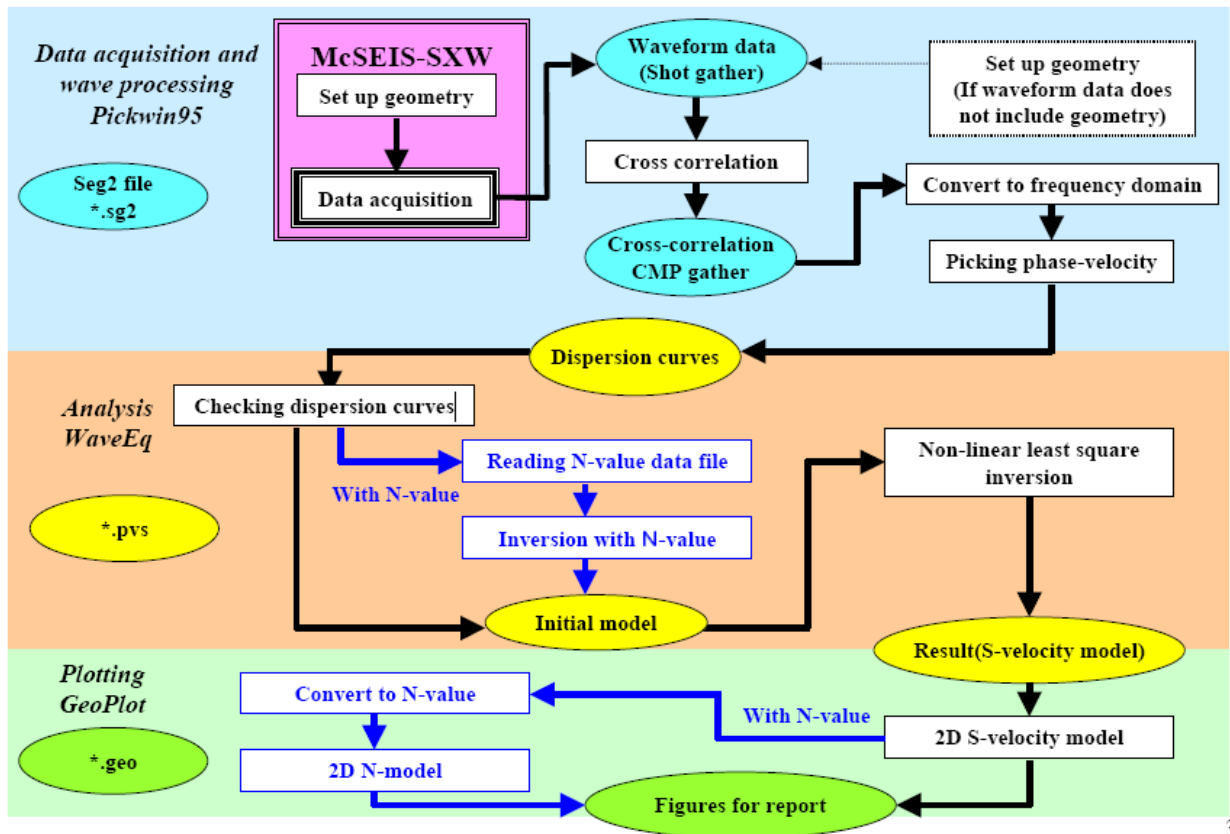 Data acquisition and
wave processing
Pickwin95
Seg2 file
*.sg2
McSEIS-SXW
Set up geometry
Data acquisition
Waveform data
(Shot gather)
Set up geometry
(If waveform data does
not include geometry)
Cross correlation
Cross-correlation
CMP gather
Convert to frequency domain
Picking phase-velocity
Dispersion curves
Analysis
WaveEq
*.pvs
Checking dispersion curves
With N-value
Reading N-value data file
Inversion with N-value
Initial model
Non-linear least square
inversion
Result(S-velocity model)
Plotting
GeoPlot
*.geo
Convert to N-value
With N-value
2D S-velocity model
2D N-model
Figures for report